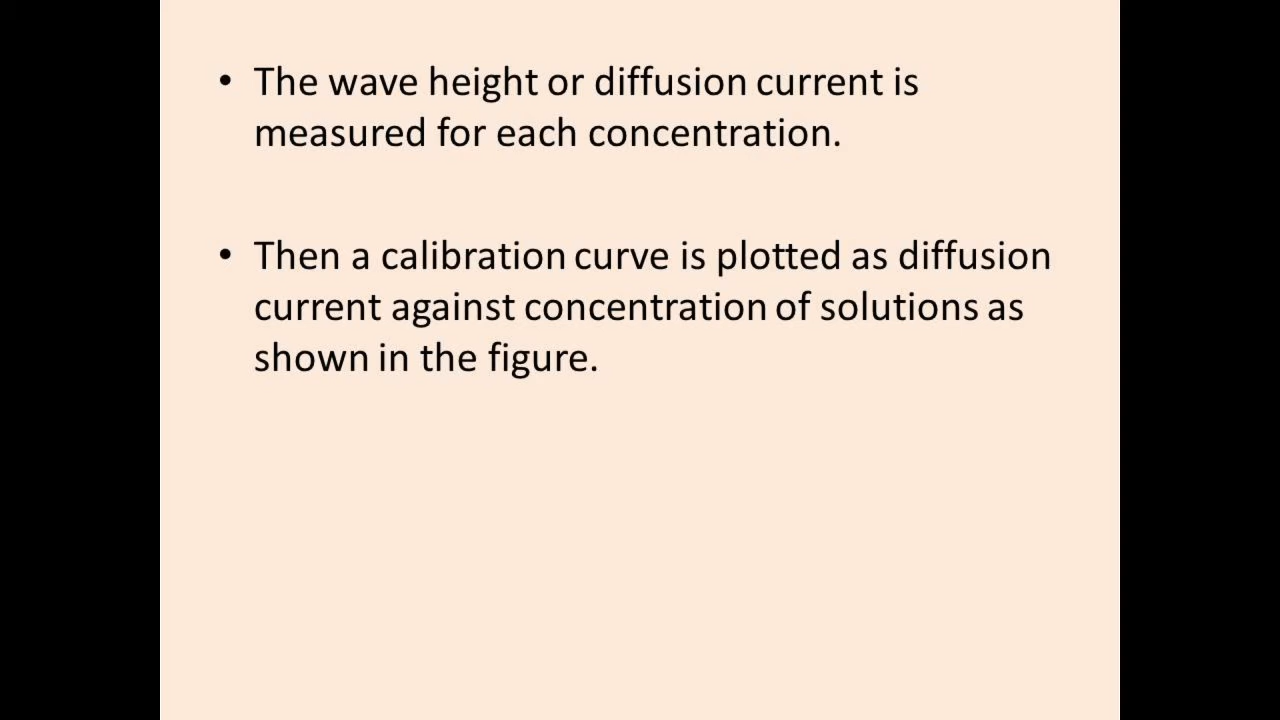 • The wave height or diffusion current is
measured for each concentration.
• Then a calibration curve is plotted as diffusion
current against concentration of solutions as
shown in the figure.